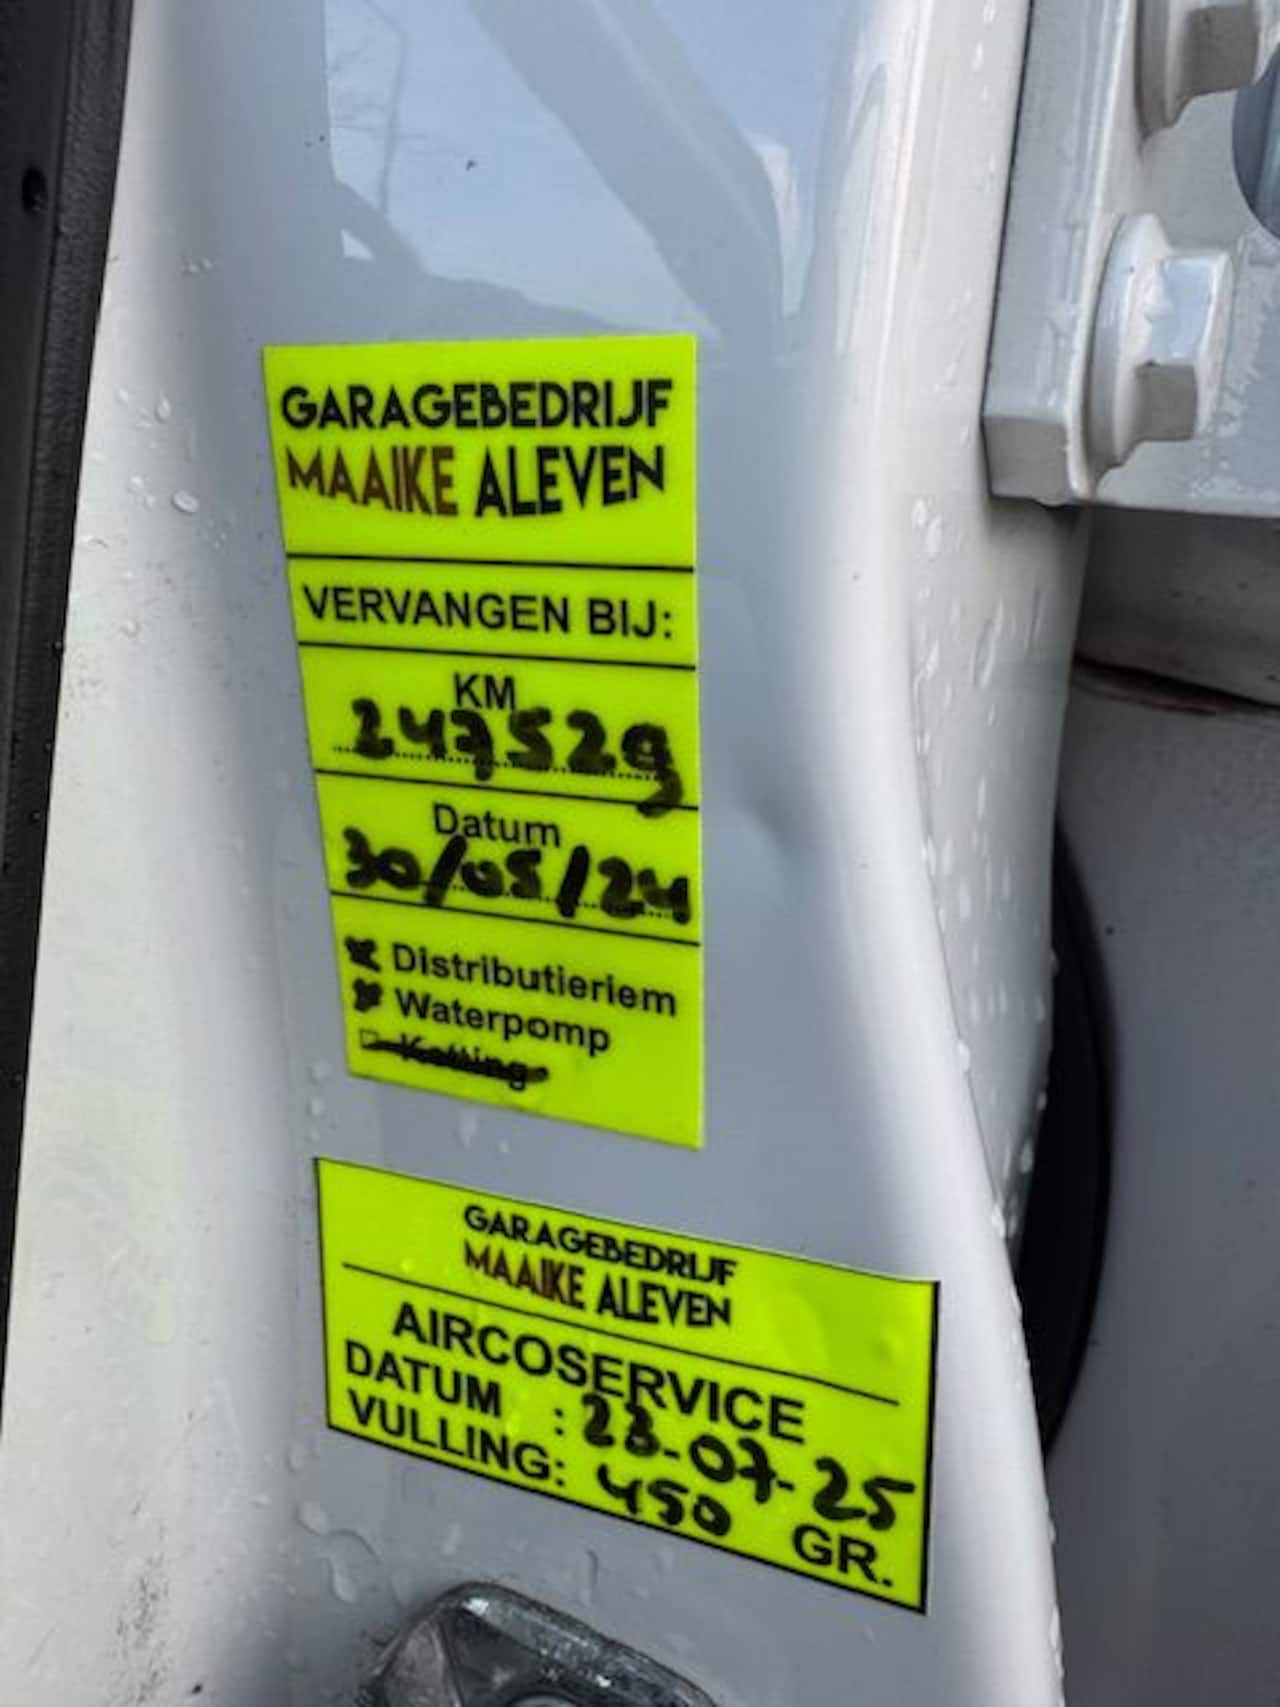 GARAGEBEDRIJF
MAAIKE ALEVEN
VERVANGEN BIJ:
KM
247529
Datum
30/05/24
Distributieriem
Waterpomp
Ketting
GARAGEBEDRIJF
MAAIKE ALEVEN
AIRCOSERVICE
DATUM : 28-07-25
VULLING: 450 GR.